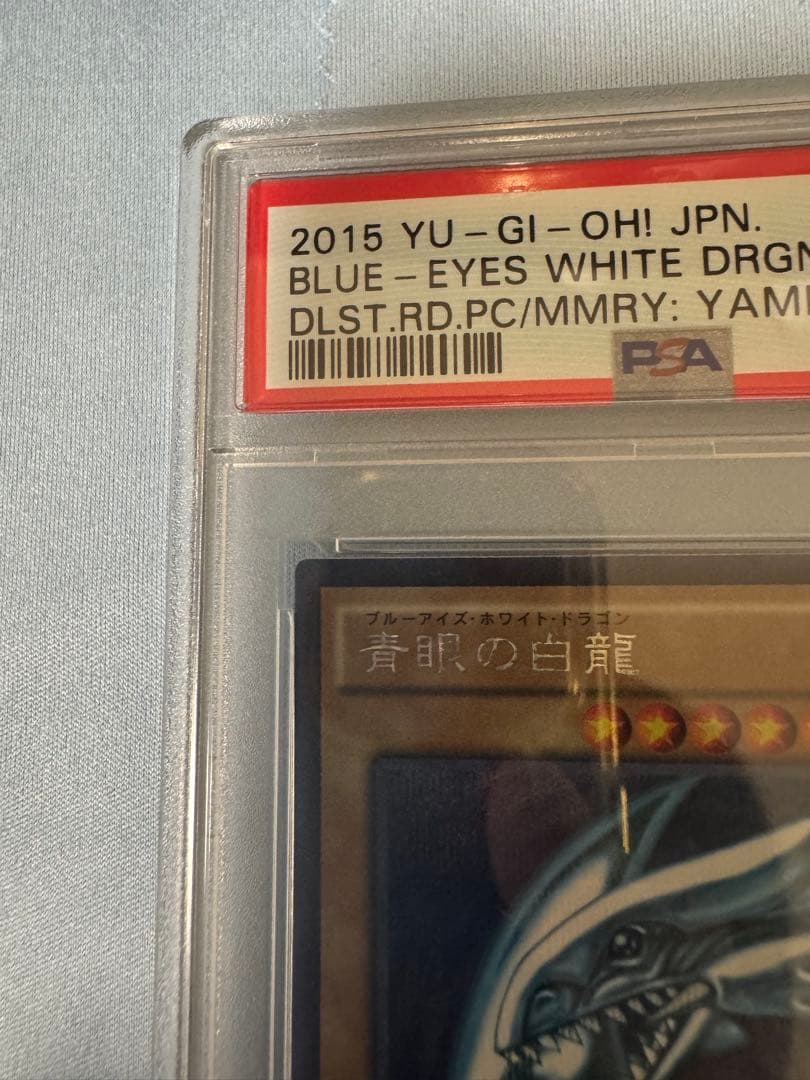 2015 YU-GI-OH! JPN.
BLUE-EYES WHITE DRGN
DLST.RD.PC/MMRY: YAMI
PSA
ブルーアイズ・ホワイト・ドラゴン
青眼の白龍